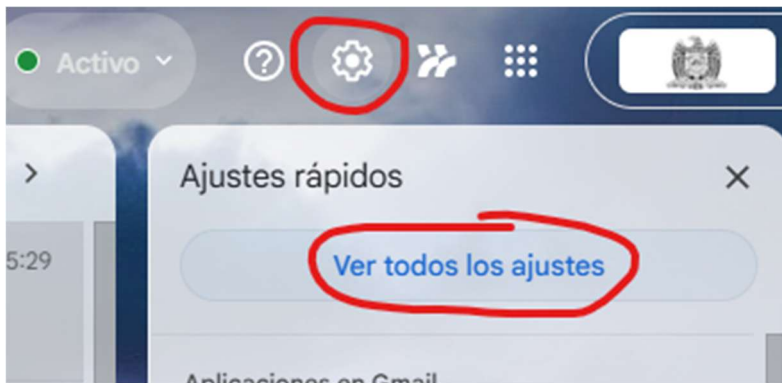 Activo
Ajustes rápidos
5:29
Ver todos los ajustes
Aplicaciones en Gmail